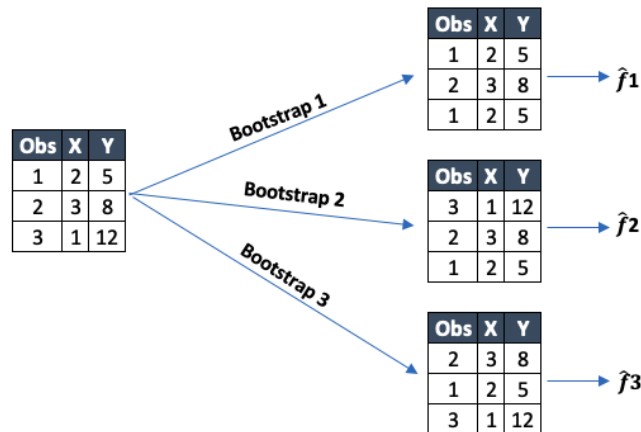 Obs X Y
1 2 5
2 3 8
3 1 12
Bootstrap 1
Bootstrap 2
Bootstrap 3
Obs X Y
1 2 5
2 3 8
1 2 5
f̂1
Obs X Y
3 1 12
2 3 8
1 2 5
f̂2
Obs X Y
2 3 8
1 2 5
3 1 12
f̂3